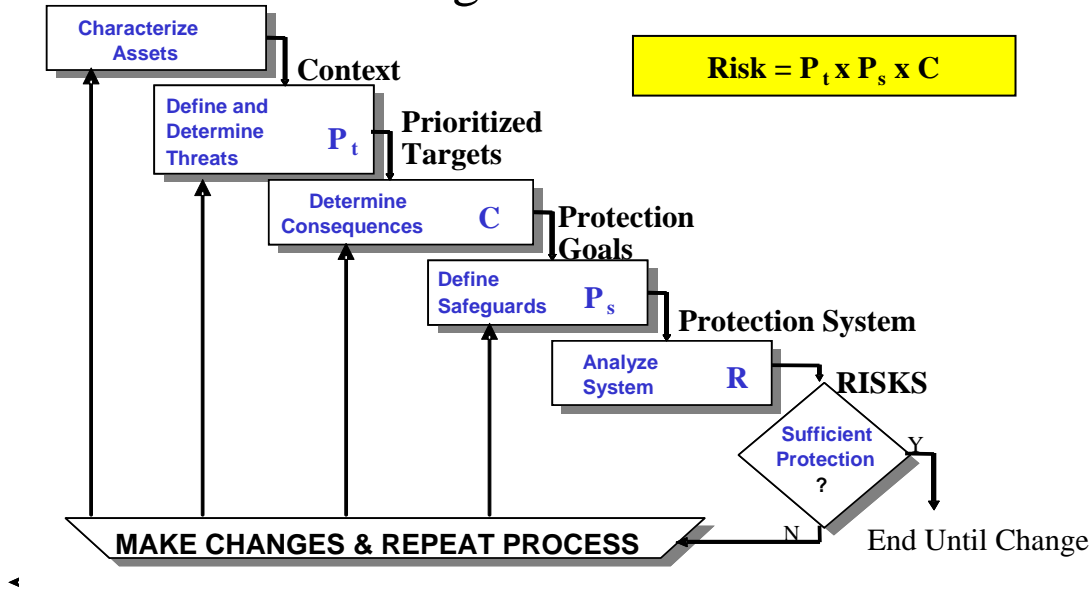 Characterize
Assets
Context
Risk = Pt x Ps x C
Define and
Determine
Threats
Pt
Prioritized
Targets
Determine
Consequences
C
Protection
Goals
Define
Safeguards
Ps
Protection System
Analyze
System
R
RISKS
Sufficient
Protection
?
Y
N
End Until Change
MAKE CHANGES & REPEAT PROCESS